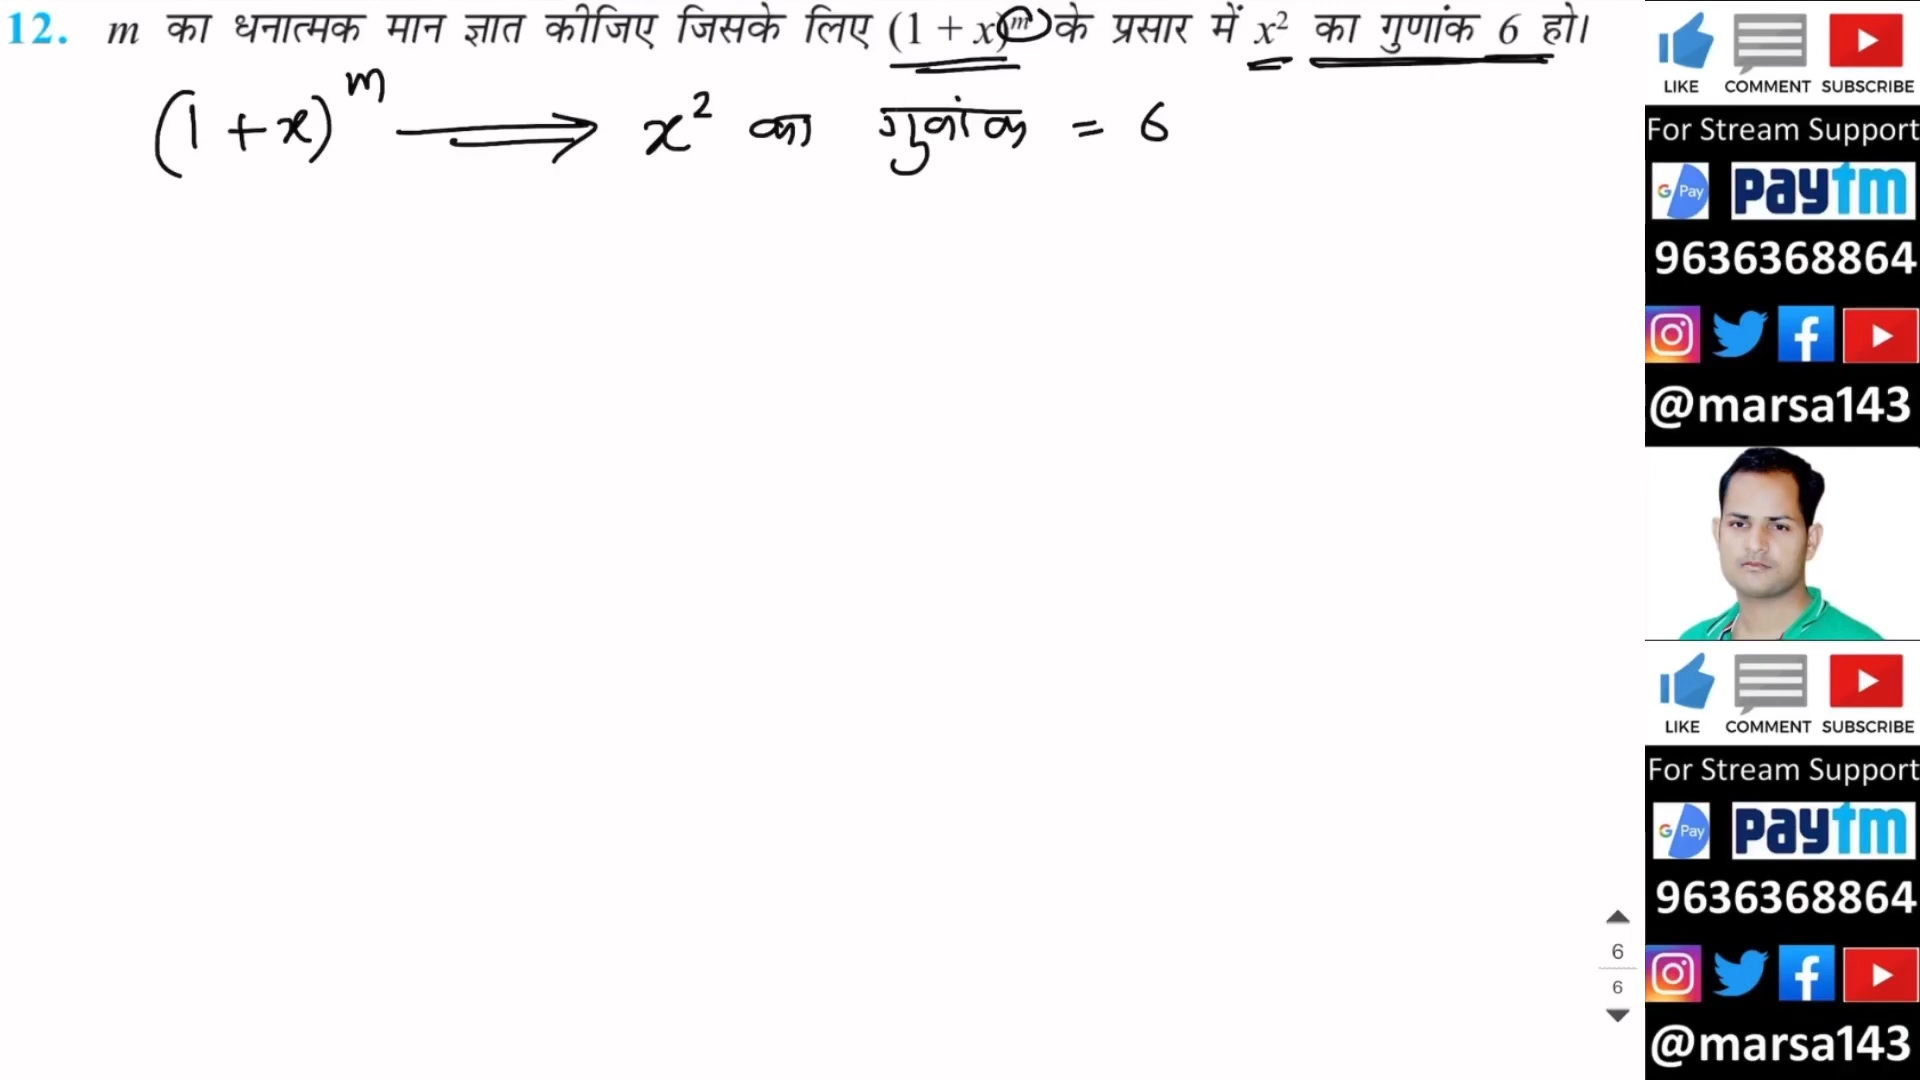 12. m का धनात्मक मान ज्ञात कीजिए जिसके लिए (1 + x)ᵐ के प्रसार में x² का गुणांक 6 हो।
(1+x)ᵐ ⟹ x² का गुणांक = 6
LIKE COMMENT SUBSCRIBE
For Stream Support
G Pay paytm
9636368864
@marsa143
LIKE COMMENT SUBSCRIBE
For Stream Support
G Pay paytm
9636368864
@marsa143
6
6